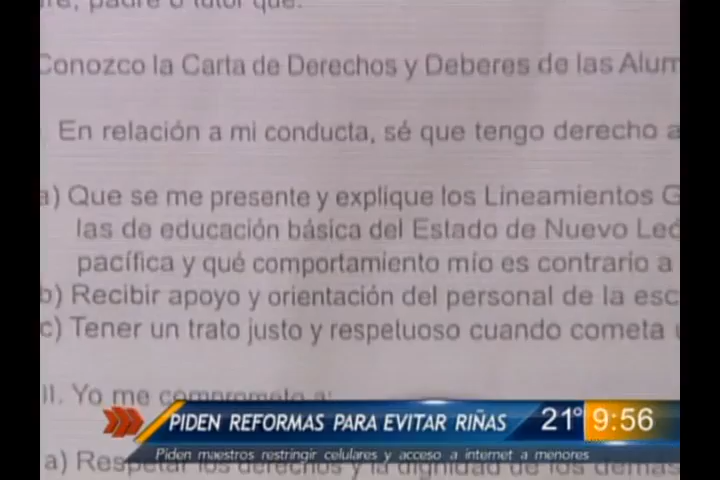 padre o tutor que:
Conozco la Carta de Derechos y Deberes de las Alum
En relación a mi conducta, sé que tengo derecho a
a) Que se me presente y explique los Lineamientos G
las de educación básica del Estado de Nuevo Leó
pacífica y qué comportamiento mío es contrario a
b) Recibir apoyo y orientación del personal de la esc
c) Tener un trato justo y respetuoso cuando cometa
II. Yo me comprometo a:
PIDEN REFORMAS PARA EVITAR RIÑAS 21° 9:56
Piden maestros restringir celulares y acceso a internet a menores
a) Respetar los derechos y la dignidad de los demás